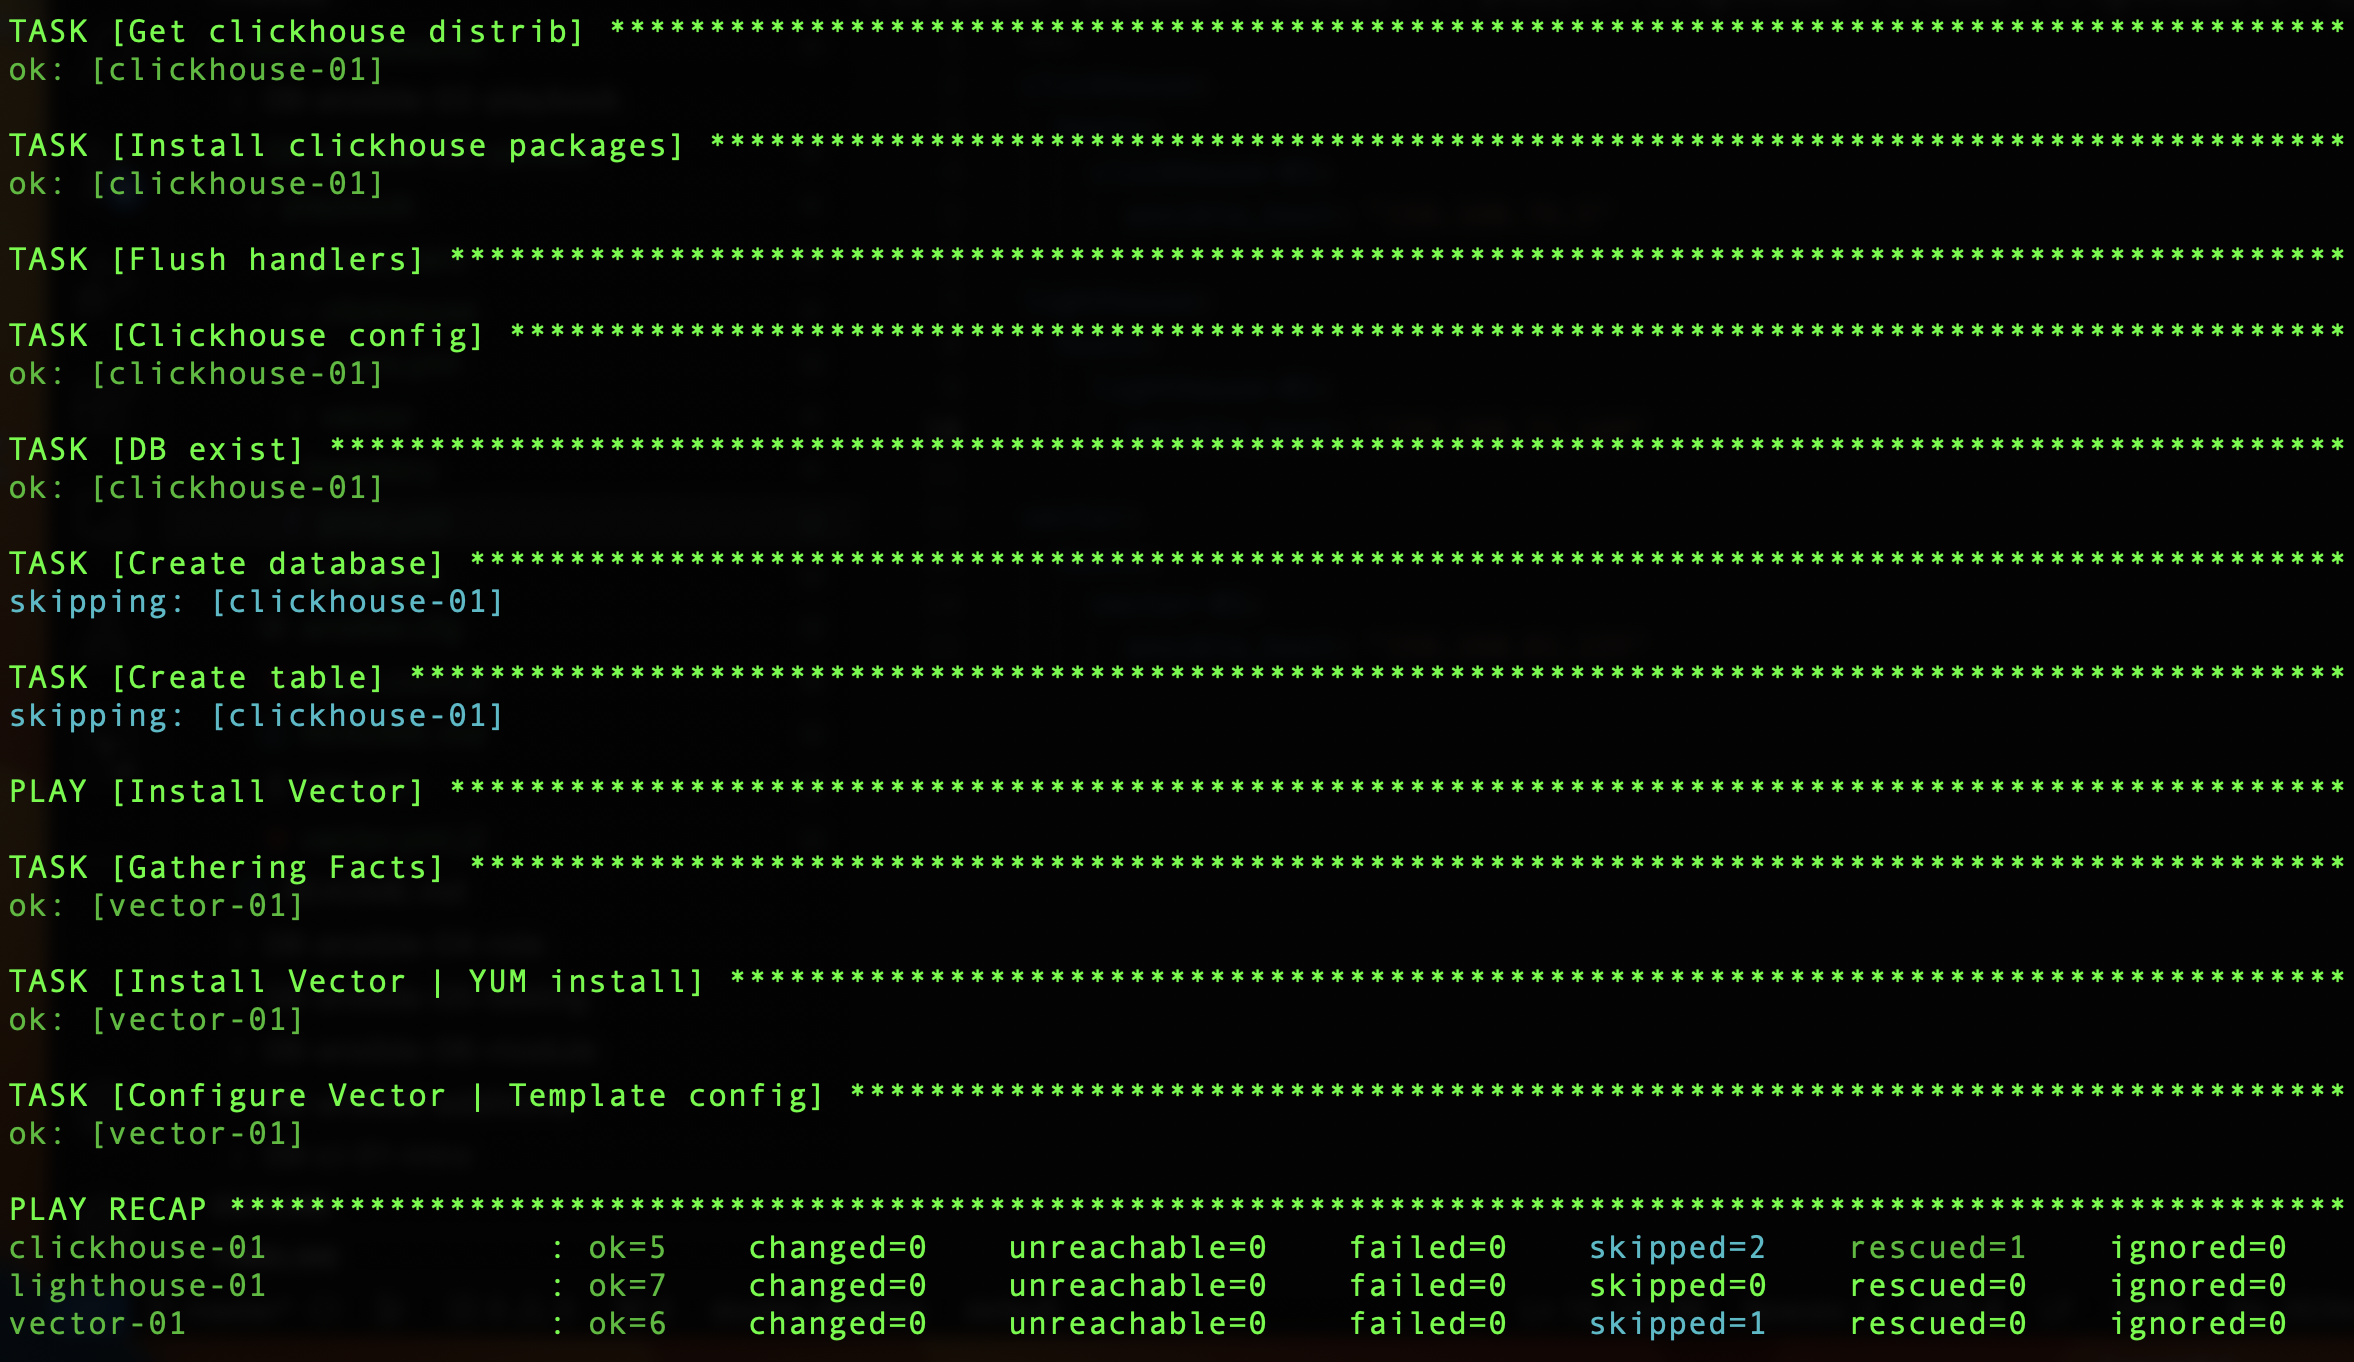 TASK [Get clickhouse distrib] ***************************************************************************************
ok: [clickhouse-01]
TASK [Install clickhouse packages] **********************************************************************************
ok: [clickhouse-01]
TASK [Flush handlers] ***********************************************************************************************
TASK [Clickhouse config] ********************************************************************************************
ok: [clickhouse-01]
TASK [DB exist] *****************************************************************************************************
ok: [clickhouse-01]
TASK [Create database] **********************************************************************************************
skipping: [clickhouse-01]
TASK [Create table] *************************************************************************************************
skipping: [clickhouse-01]
PLAY [Install Vector] ***********************************************************************************************
TASK [Gathering Facts] **********************************************************************************************
ok: [vector-01]
TASK [Install Vector | YUM install] *********************************************************************************
ok: [vector-01]
TASK [Configure Vector | Template config] ***************************************************************************
ok: [vector-01]
PLAY RECAP **********************************************************************************************************
clickhouse-01              : ok=5    changed=0    unreachable=0    failed=0    skipped=2    rescued=1    ignored=0
lighthouse-01              : ok=7    changed=0    unreachable=0    failed=0    skipped=0    rescued=0    ignored=0
vector-01                  : ok=6    changed=0    unreachable=0    failed=0    skipped=1    rescued=0    ignored=0